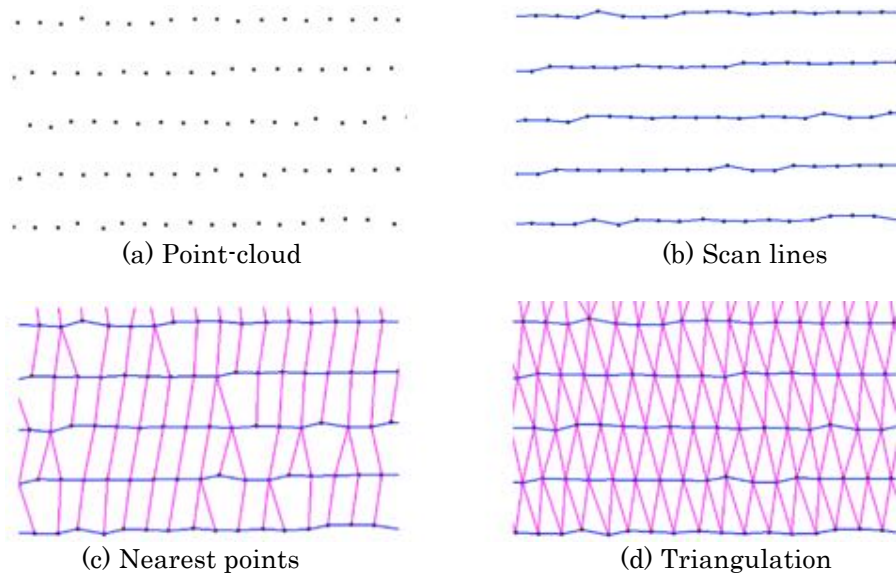 (a) Point-cloud
(b) Scan lines
(c) Nearest points
(d) Triangulation